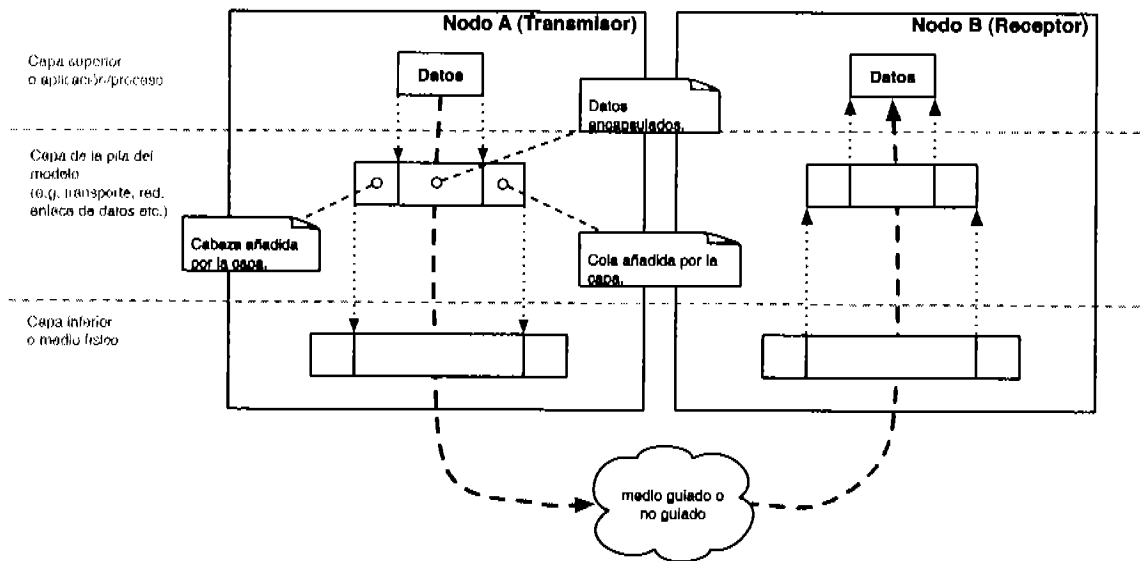 Nodo A (Transmisor)
Nodo B (Receptor)
Capa superior
o aplicación/proceso
Datos
Datos
encapsulados.
Datos
Capa de la pila del
modelo
(e.g. transporte, red,
enlace de datos etc.)
Cabeza añadida
por la capa.
Cola añadida por la
capa.
Capa inferior
o medio físico
medio guiado o
no guiado